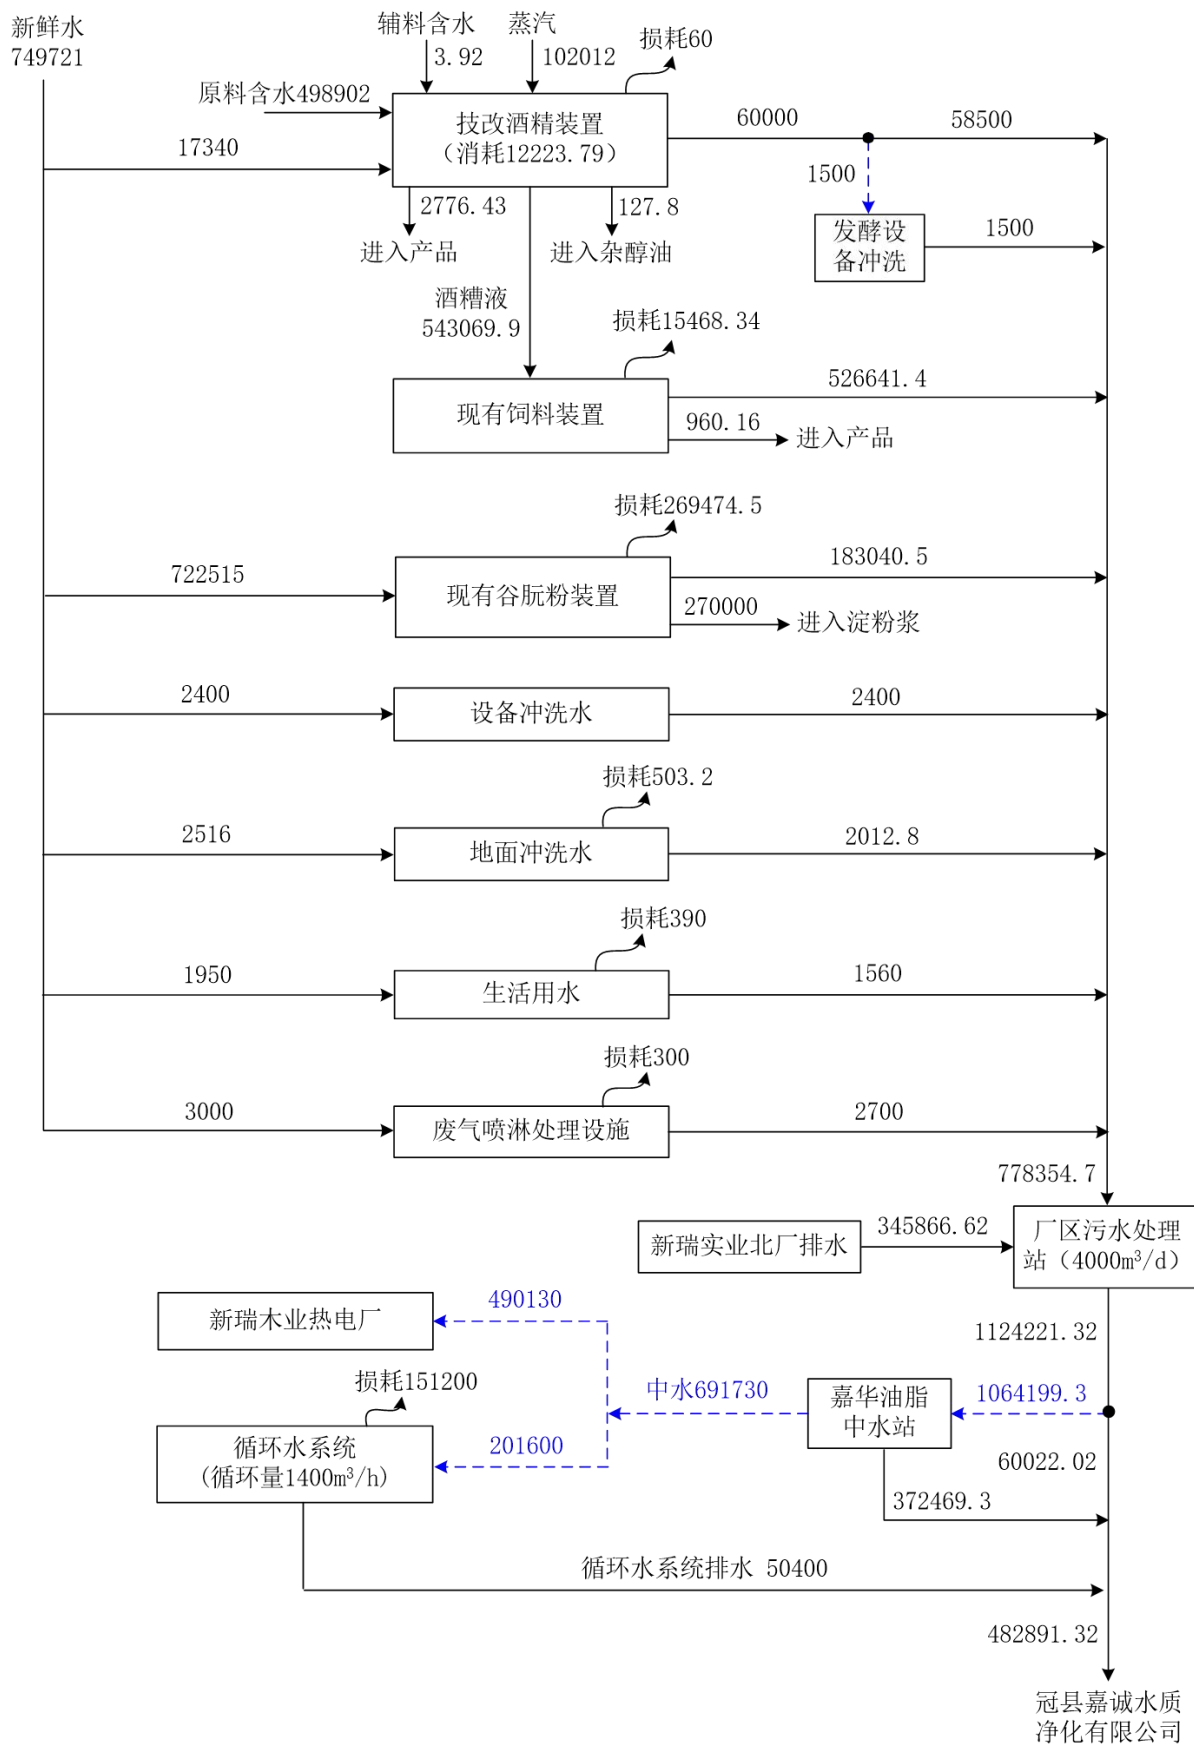 新鲜水
749721
辅料含水
3.92
蒸汽
102012
损耗60
原料含水498902
17340
技改酒精装置
（消耗12223.79）
60000
58500
1500
2776.43
进入产品
127.8
进入杂醇油
发酵设
备冲洗
1500
酒糟液
543069.9
损耗15468.34
现有饲料装置
526641.4
960.16
进入产品
损耗269474.5
722515
现有谷朊粉装置
183040.5
270000
进入淀粉浆
2400
设备冲洗水
2400
损耗503.2
2516
地面冲洗水
2012.8
损耗390
1950
生活用水
1560
损耗300
3000
废气喷淋处理设施
2700
778354.7
新瑞实业北厂排水
345866.62
厂区污水处理
站（4000m³/d）
新瑞木业热电厂
490130
1124221.32
损耗151200
中水691730
嘉华油脂
中水站
1064199.3
循环水系统
(循环量1400m³/h)
201600
60022.02
372469.3
循环水系统排水 50400
482891.32
冠县嘉诚水质
净化有限公司